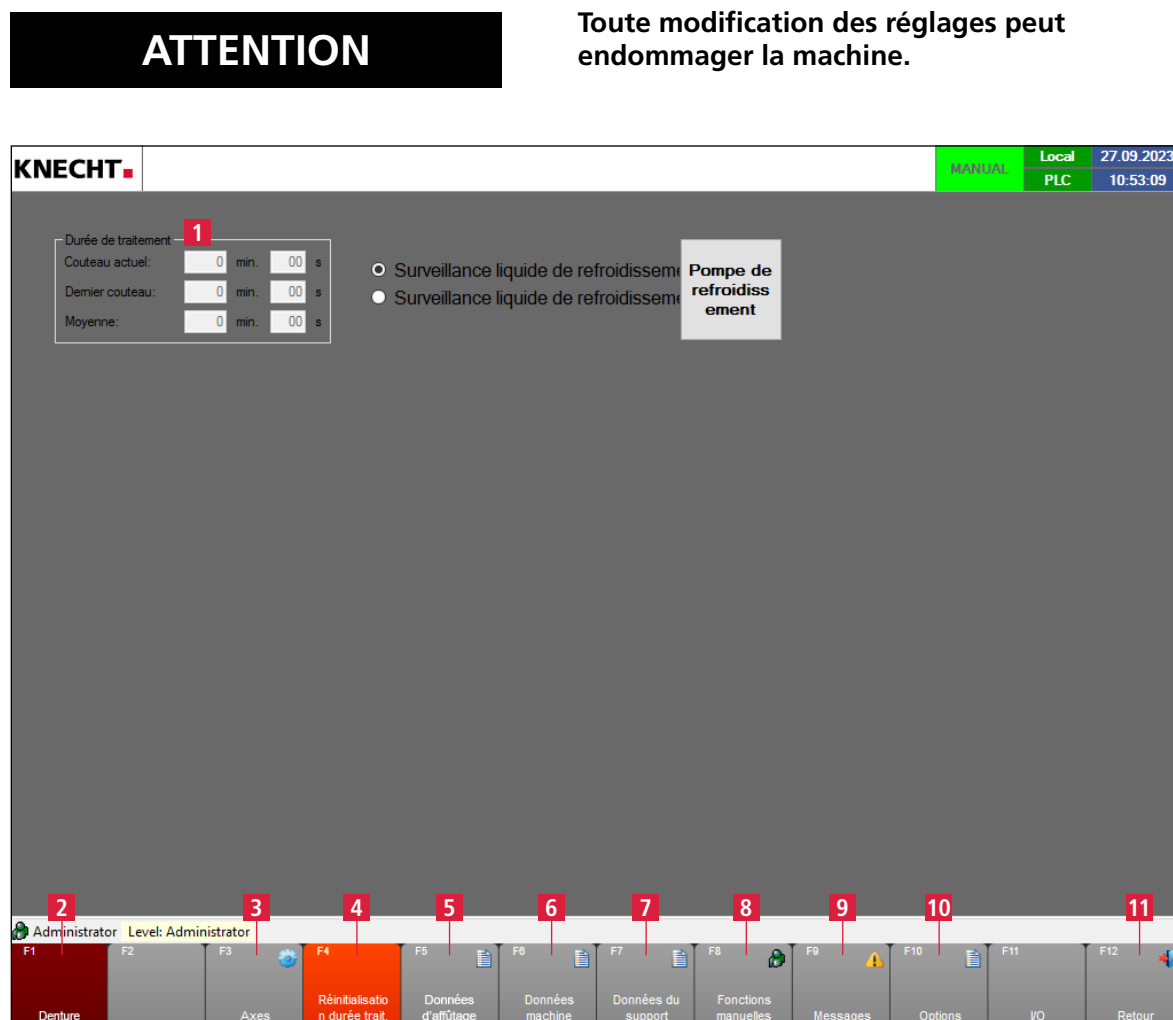 ATTENTION
Toute modification des réglages peut
endommager la machine.
KNECHT
MANUAL
Local
27.09.2023
PLC
10:53:09
Durée de traitement
1
Couteau actuel:
0 min. 00 s
Dernier couteau:
0 min. 00 s
Moyenne:
0 min. 00 s
Surveillance liquide de refroidisseme
Surveillance liquide de refroidisseme
Pompe de
refroidiss
ement
2 3 4 5 6 7 8 9 10 11
Administrator Level: Administrator
F1
Denture
F2
F3
Axes
F4
Réinitialisatio
n durée trait.
F5
Données
d'affûtage
F6
Données
machine
F7
Données du
support
F8
Fonctions
manuelles
F9
Messages
F10
Options
F11
I/O
F12
Retour